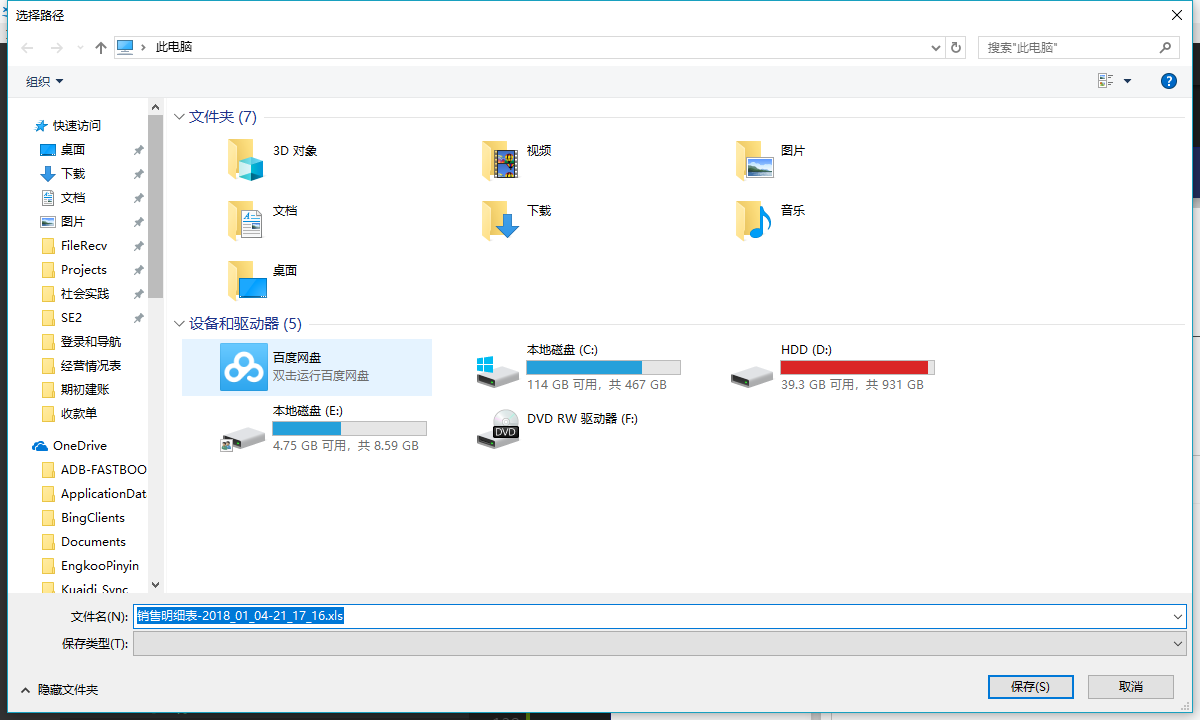 选择路径
此电脑
搜索"此电脑"
组织
快速访问
桌面
下载
文档
图片
FileRecv
Projects
社会实践
SE2
登录和导航
经营情况表
期初建账
收款单
OneDrive
ADB-FASTBOO
ApplicationDat
BingClients
Documents
EngkooPinyin
Kuaidi_Sync
文件夹 (7)
3D 对象
视频
图片
文档
下载
音乐
桌面
设备和驱动器 (5)
百度网盘
双击运行百度网盘
本地磁盘 (C:)
114 GB 可用，共 467 GB
HDD (D:)
39.3 GB 可用，共 931 GB
本地磁盘 (E:)
4.75 GB 可用，共 8.59 GB
DVD
DVD RW 驱动器 (F:)
文件名(N):
销售明细表-2018_01_04-21_17_16.xls
保存类型(T):
隐藏文件夹
保存(S)
取消